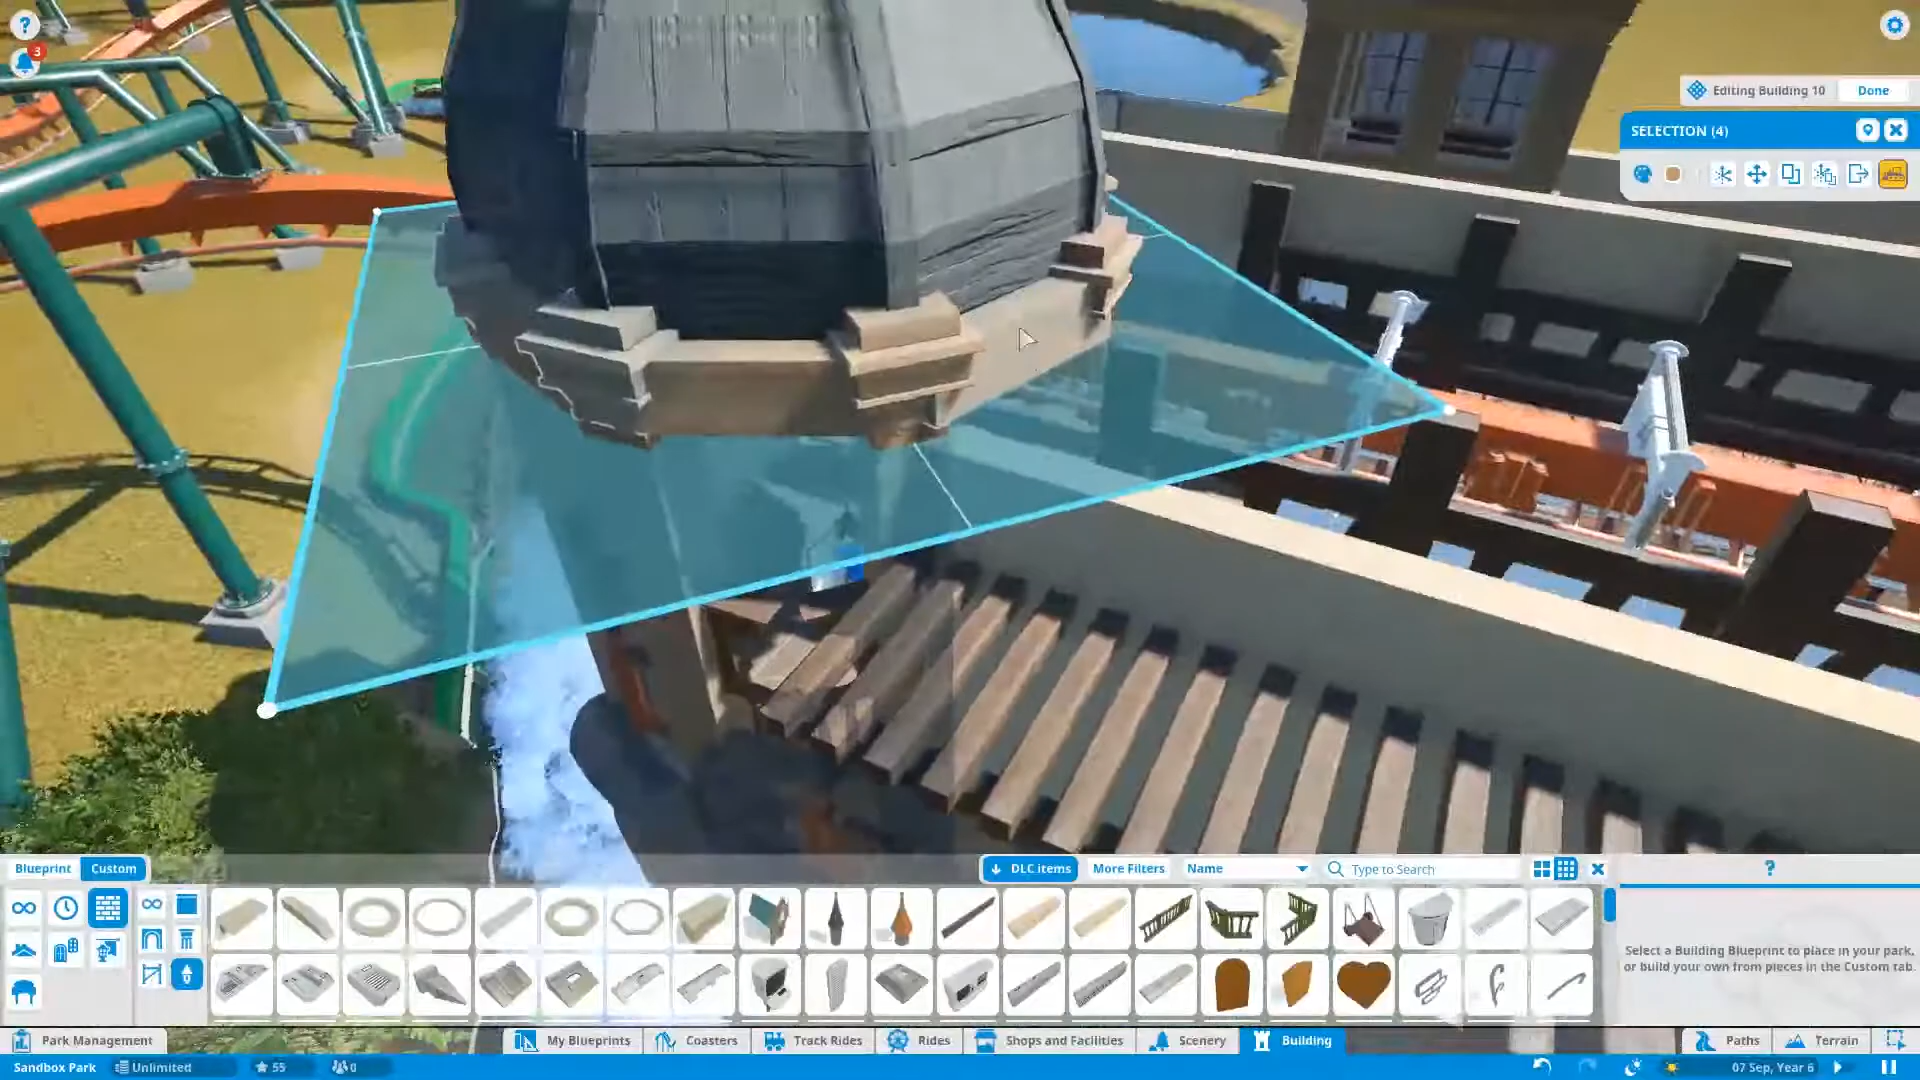 ?
3
Editing Building 10 Done
SELECTION (4)
Blueprint Custom
DLC items More Filters Name Type to Search
?
Select a Building Blueprint to place in your park,
or build your own from pieces in the Custom tab.
Park Management My Blueprints Coasters Track Rides Rides Shops and Facilities Scenery Building Paths Terrain
Sandbox Park Unlimited 55 0 07 Sep, Year 6